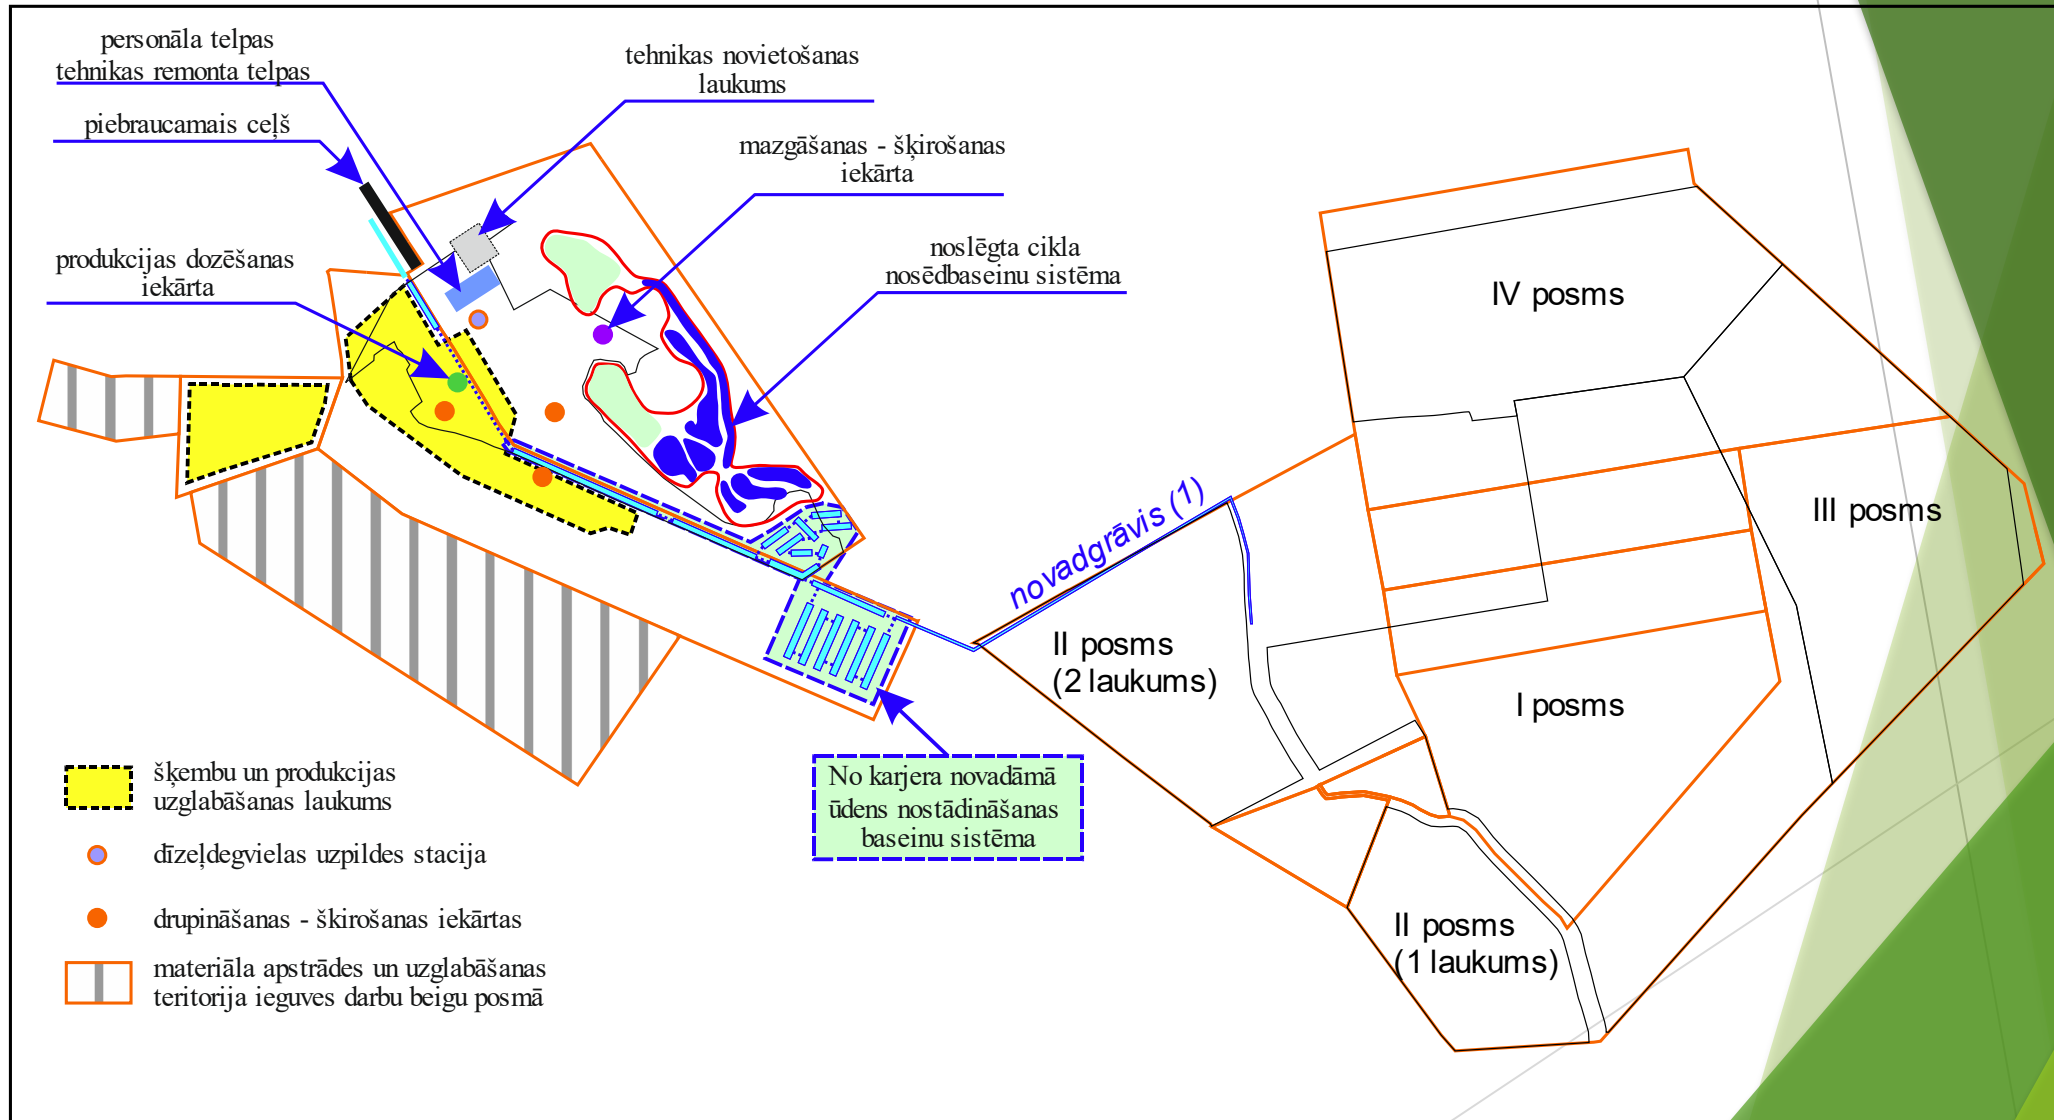 personāla telpas
tehnikas remonta telpas
piebraucamais ceļš
produkcijas dozēšanas
iekārta
tehnikas novietošanas
laukums
mazgāšanas - šķirošanas
iekārta
noslēgta cikla
nosēdbaseinu sistēma
novadgrāvis (1)
IV posms
III posms
II posms
(2 laukums)
I posms
II posms
(1 laukums)
No karjera novadāmā
ūdens nostādināšanas
baseinu sistēma
šķembu un produkcijas
uzglabāšanas laukums
dīzeļdegvielas uzpildes stacija
drupināšanas - škirošanas iekārtas
materiāla apstrādes un uzglabāšanas
teritorija ieguves darbu beigu posmā